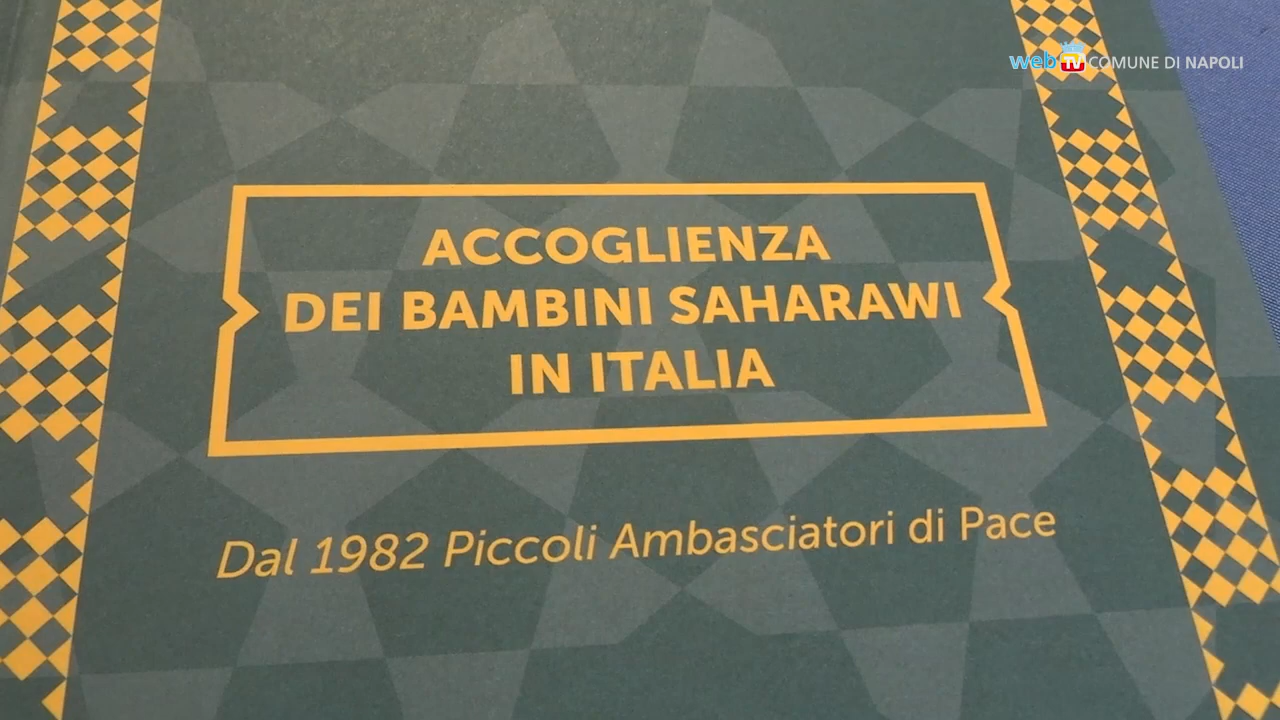 web TV COMUNE DI NAPOLI
ACCOGLIENZA
DEI BAMBINI SAHARAWI
IN ITALIA
Dal 1982 Piccoli Ambasciatori di Pace